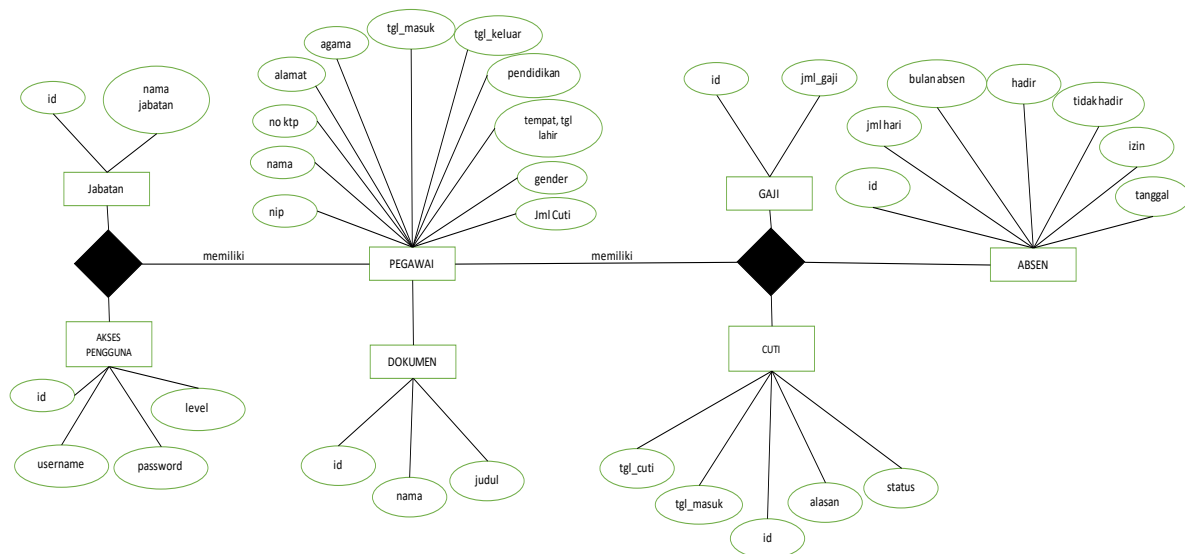 tgl_masuk
tgl_keluar
agama
pendidikan
alamat
id
jml_gaji
bulan absen
hadir
tidak hadir
nama
jabatan
id
no ktp
tempat, tgl
lahir
jml hari
izin
nama
gender
Jabatan
GAJI
id
tanggal
nip
Jml Cuti
memiliki
PEGAWAI
memiliki
ABSEN
AKSES
PENGGUNA
DOKUMEN
CUTI
id
level
username
password
id
nama
judul
tgl_cuti
tgl_masuk
id
alasan
status